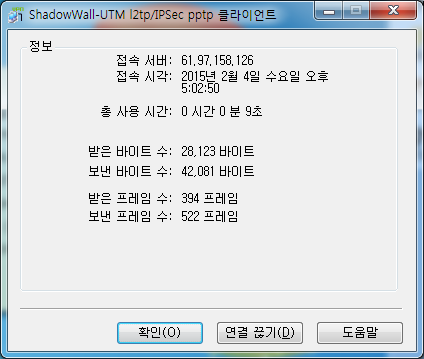 ShadowWall-UTM l2tp/IPSec pptp 클라이언트
정보
접속 서버: 61,97,158,126
접속 시각: 2015년 2월 4일 수요일 오후
5:02:50
총 사용 시간: 0 시간 0 분 9초
받은 바이트 수: 28,123 바이트
보낸 바이트 수: 42,081 바이트
받은 프레임 수: 394 프레임
보낸 프레임 수: 522 프레임
확인(O) 연결 끊기(D) 도움말